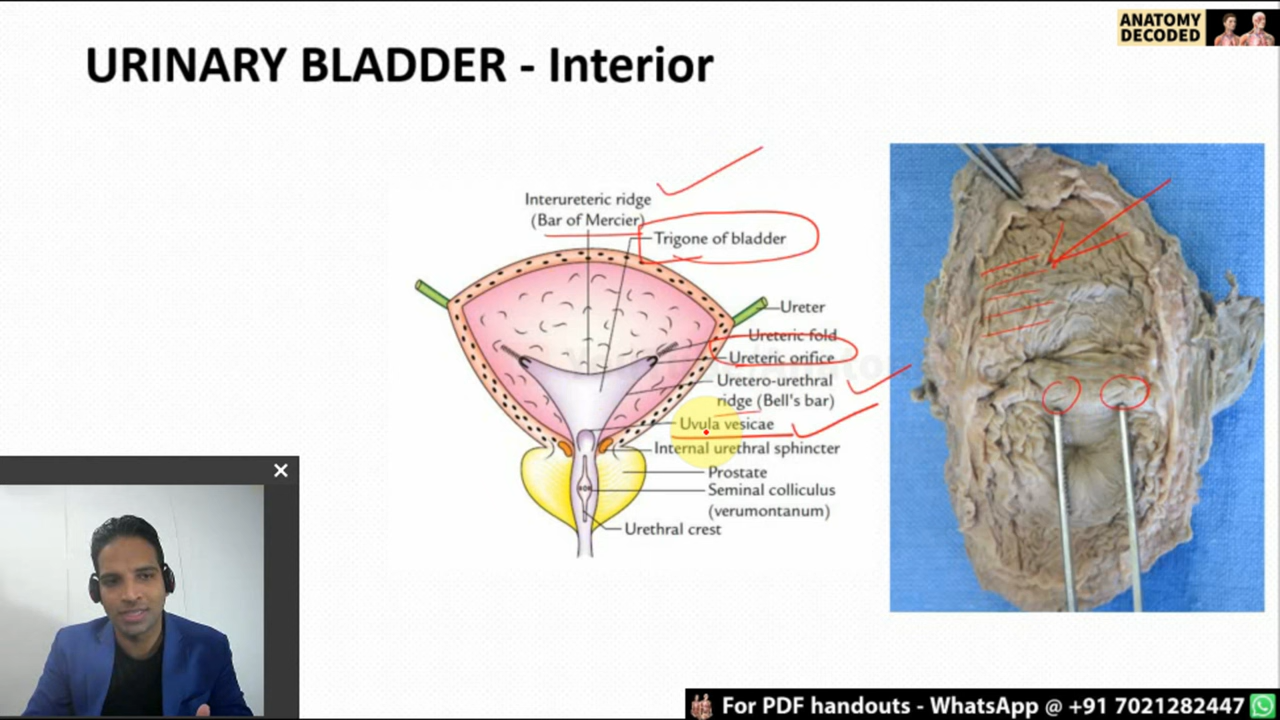 ANATOMY
DECODED
URINARY BLADDER - Interior
Interureteric ridge
(Bar of Mercier)
Trigone of bladder
Ureter
Ureteric fold
Ureteric orifice
Uretero-urethral
ridge (Bell's bar)
Uvula vesicae
Internal urethral sphincter
Prostate
Seminal colliculus
(verumontanum)
Urethral crest
For PDF handouts - WhatsApp @ +91 7021282447